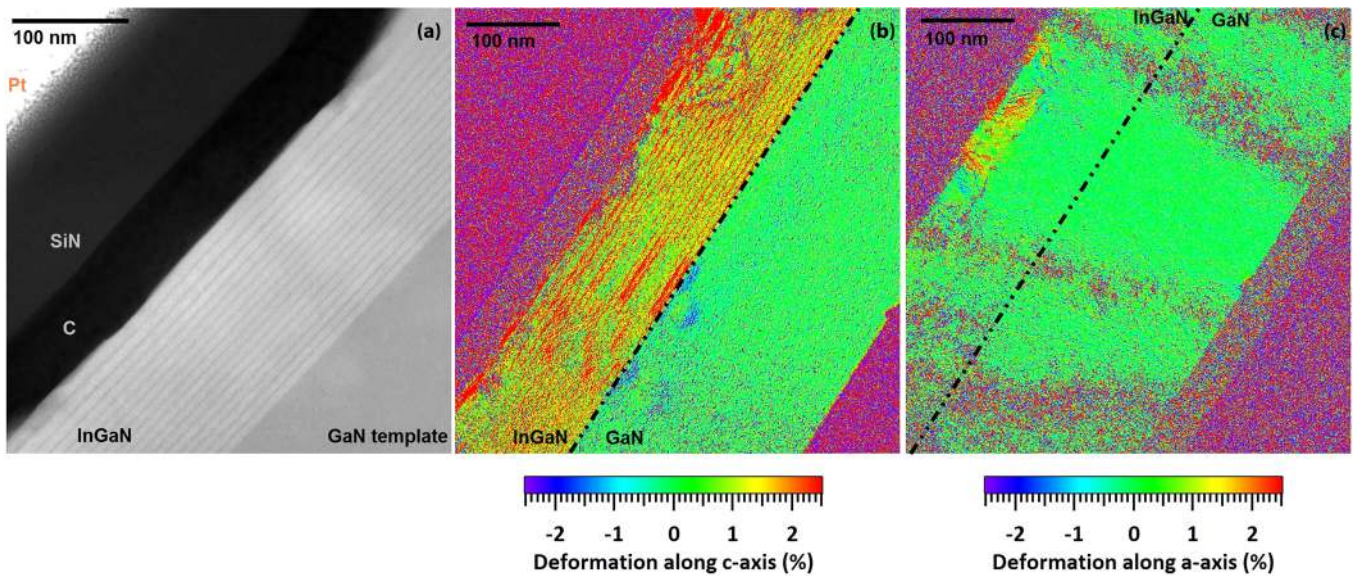 100 nm
(a)
Pt
SiN
C
InGaN
GaN template
100 nm
(b)
InGaN
GaN
-2
-1
0
1
2
Deformation along c-axis (%)
InGaN
GaN
100 nm
(c)
-2
-1
0
1
2
Deformation along a-axis (%)